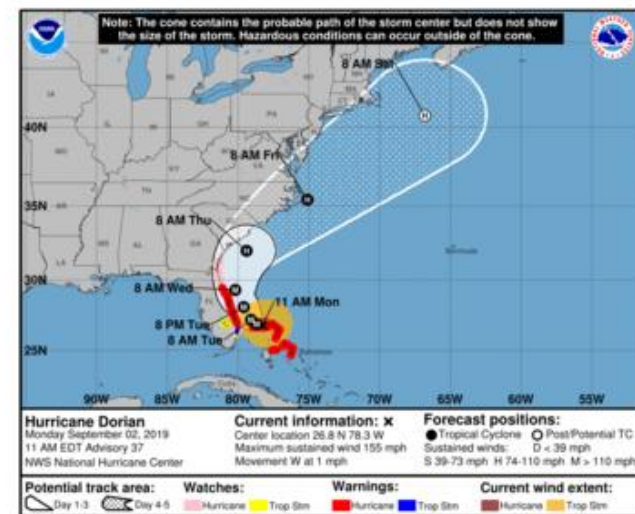 Note: The cone contains the probable path of the storm center but does not show
the size of the storm. Hazardous conditions can occur outside of the cone.
8 AM Sat
40N
8 AM Fri
35N
8 AM Thu
Bermuda
30N
8 AM Wed
11 AM Mon
8 PM Tue
8 AM Tue
25N
Bahamas
Cuba
90W 85W 80W 75W 70W 65W 60W 55W
Hurricane Dorian
Monday September 02, 2019
11 AM EDT Advisory 37
NWS National Hurricane Center
Current information: x
Center location 26.8 N 78.3 W
Maximum sustained wind 155 mph
Movement W at 1 mph
Forecast positions:
Tropical Cyclone Post/Potential TC
Sustained winds: D < 39 mph
S 39-73 mph H 74-110 mph M > 110 mph
Potential track area:
Day 1-3 Day 4-5
Watches:
Hurricane Trop Stm
Warnings:
Hurricane Trop Stm
Current wind extent:
Hurricane Trop Stm